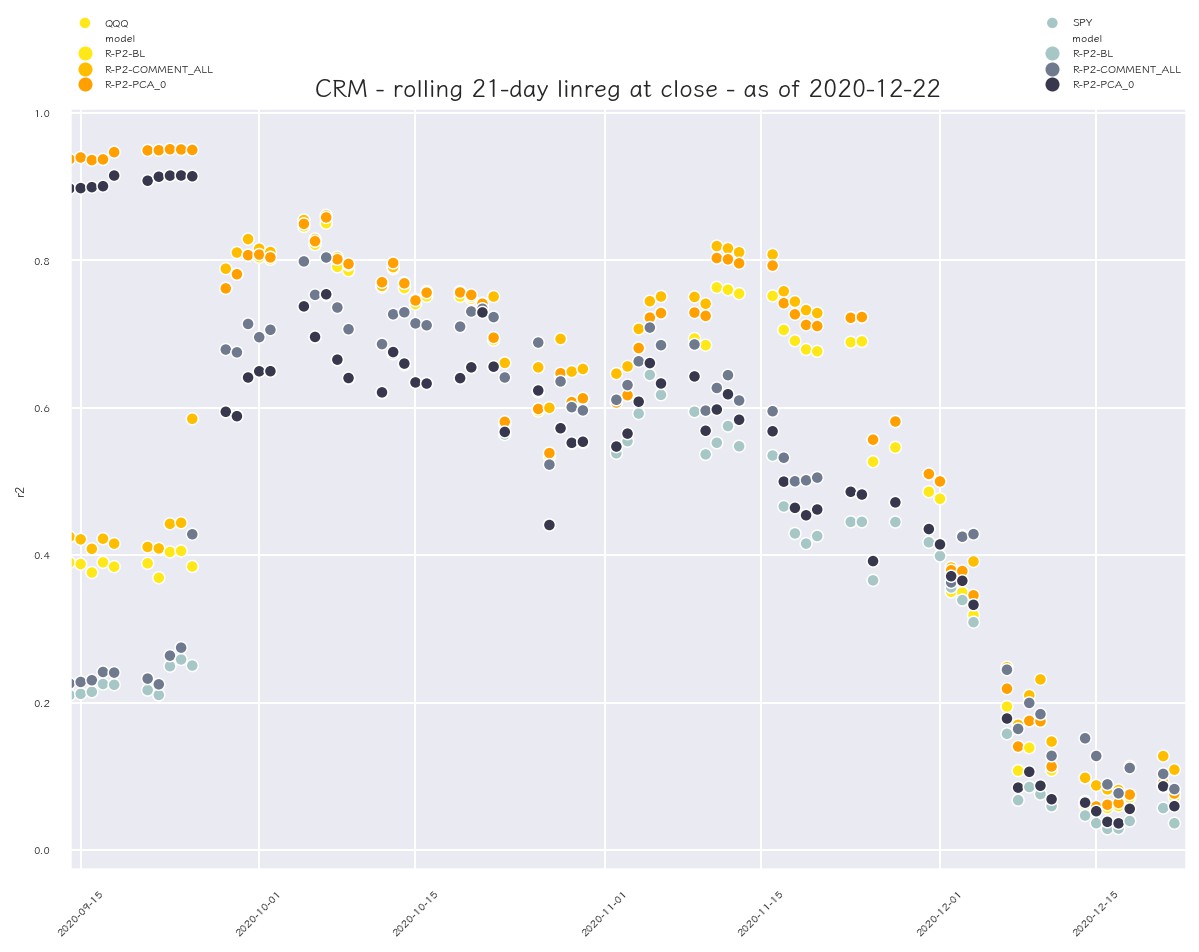 QQQ
model
R-P2-BL
R-P2-COMMENT_ALL
R-P2-PCA_0
SPY
model
R-P2-BL
R-P2-COMMENT_ALL
R-P2-PCA_0
CRM - rolling 21-day linreg at close - as of 2020-12-22
1.0
0.8
0.6
0.4
0.2
0.0
r2
2020-09-15
2020-10-01
2020-10-15
2020-11-01
2020-11-15
2020-12-01
2020-12-15